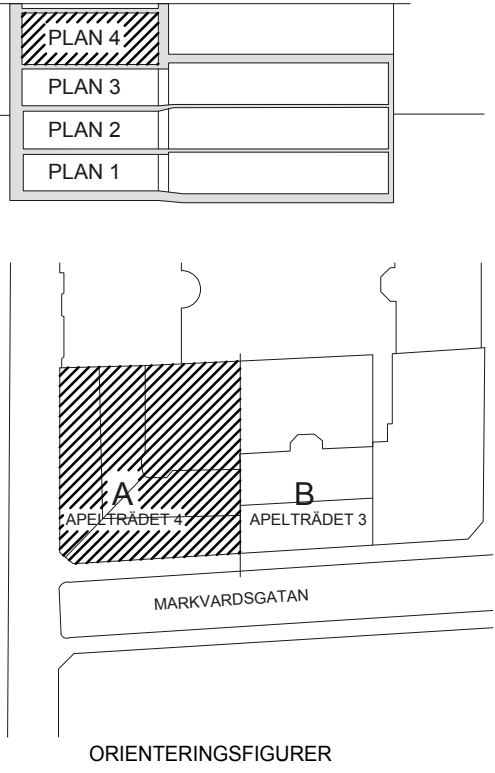 PLAN 4
PLAN 3
PLAN 2
PLAN 1
A
APELTRÄDET 4
B
APELTRÄDET 3
MARKVARDSGATAN
ORIENTERINGSFIGURER